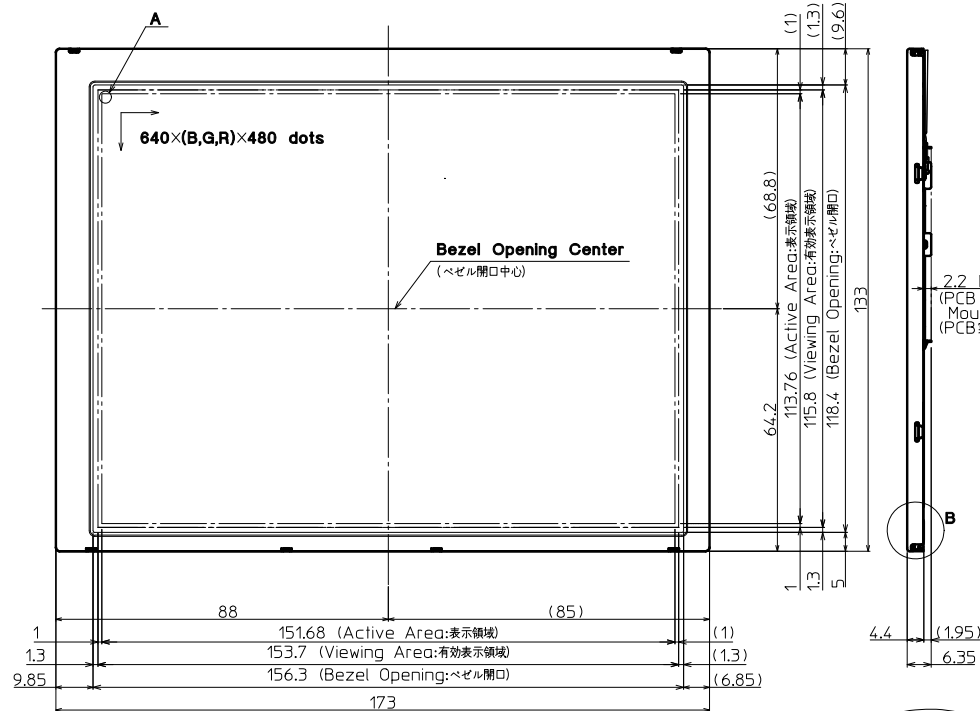 A
(1)
(1.3)
(9.6)
640×(B,G,R)×480 dots
(68.8)
Bezel Opening Center
(ベゼル開口中心)
64.2
113.76 (Active Area:表示領域)
115.8 (Viewing Area:有効表示領域)
118.4 (Bezel Opening:ベゼル開口)
133
2.2
(PCB
Mou
(PCB
B
1
1.3
5
88
(85)
1
151.68 (Active Area:表示領域)
(1)
1.3
153.7 (Viewing Area:有効表示領域)
(1.3)
9.85
156.3 (Bezel Opening:ベゼル開口)
(6.85)
173
4.4
(1.95)
6.35